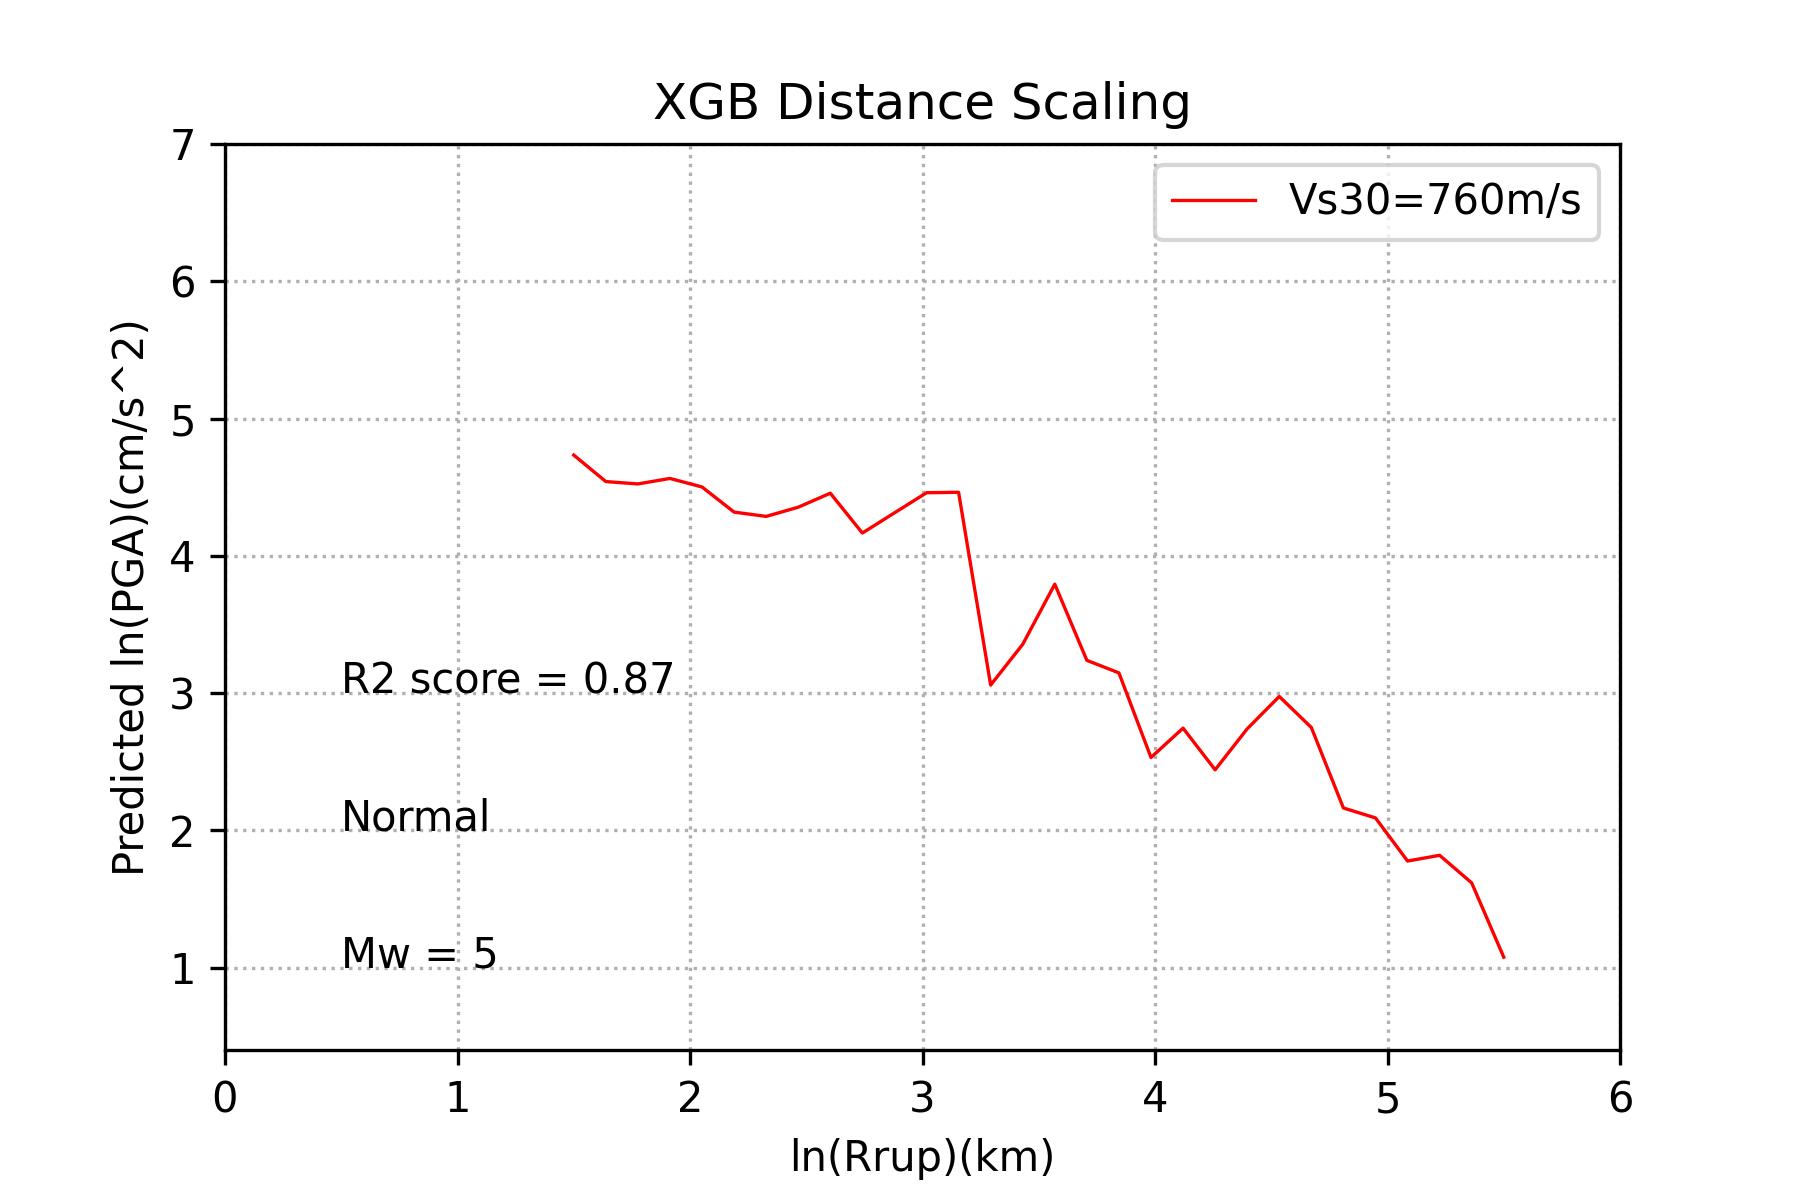 XGB Distance Scaling
Vs30=760m/s
Predicted ln(PGA)(cm/s^2)
7
6
5
4
3
2
1
R2 score = 0.87
Normal
Mw = 5
0 1 2 3 4 5 6
ln(Rrup)(km)